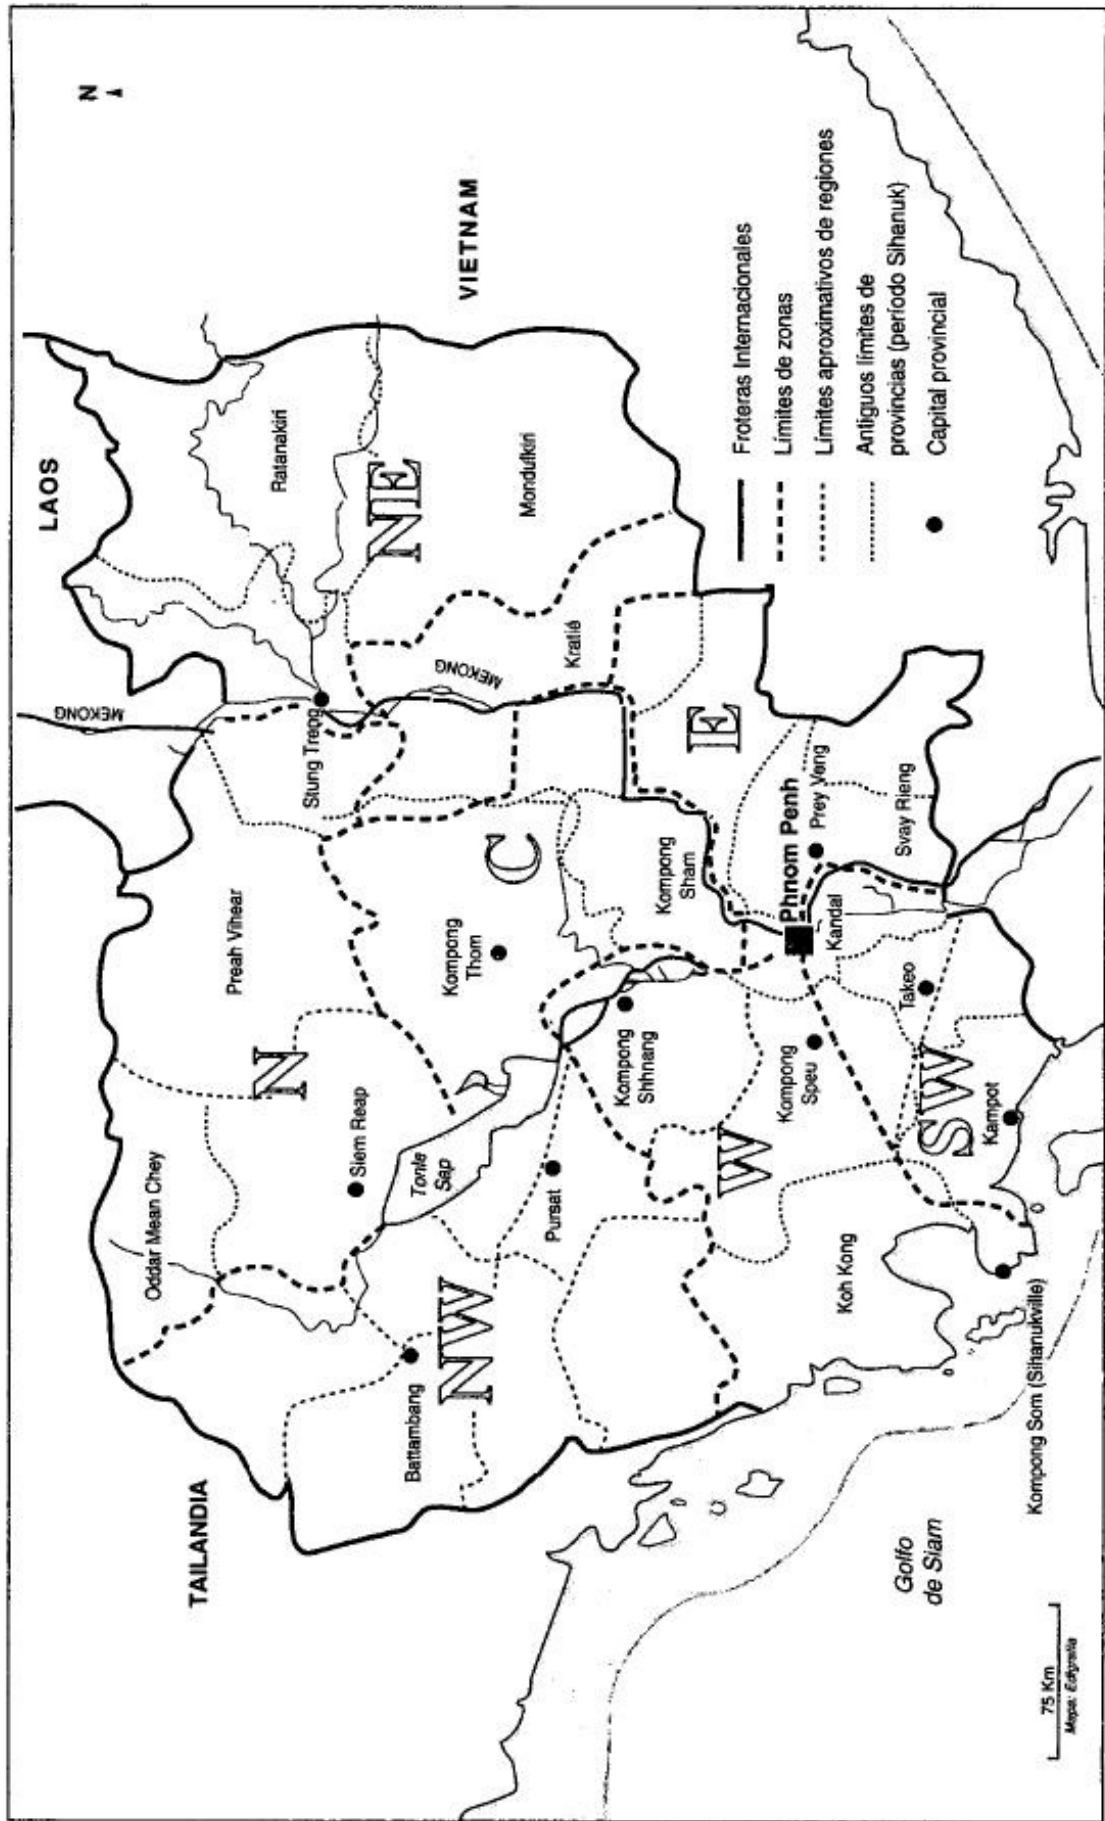 N
LAOS
VIETNAM
TAILANDIA
MEKONG
MEKONG
Ratanakiri
NE
Mondulkiri
Stung Treng
Kratié
Preah Vihear
N
Oddar Mean Chey
Siem Reap
C
Kompong
Thom
Tonle
Sap
E
Kompong
Sham
NW
Battambang
Pursat
Kompong
Shhnang
Phnom Penh
Prey Veng
Svay Rieng
Kandal
W
Kompong
Speu
Takeo
SW
Kampot
Koh Kong
Kompong Som (Sihanukville)
Golfo
de Siam
Froteras Internacionales
Límites de zonas
Límites aproximativos de regiones
Antiguos límites de
provincias (período Sihanuk)
Capital provincial
75 Km
Mapa: Edigrafia